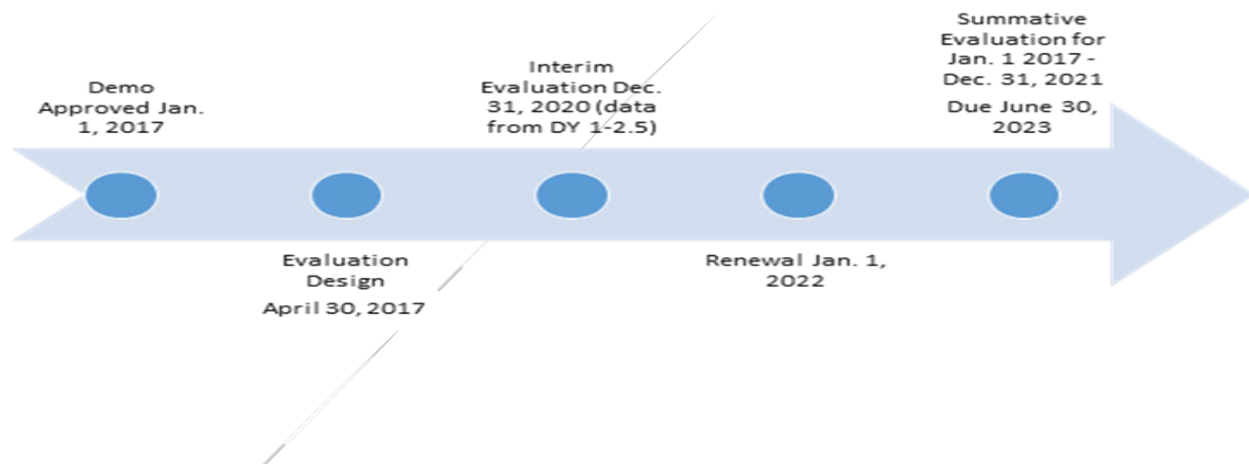 Demo
Approved Jan.
1, 2017
Evaluation
Design
April 30, 2017
Interim
Evaluation Dec.
31, 2020 (data
from DY 1-2.5)
Renewal Jan. 1,
2022
Summative
Evaluation for
Jan. 1 2017 -
Dec. 31, 2021
Due June 30,
2023